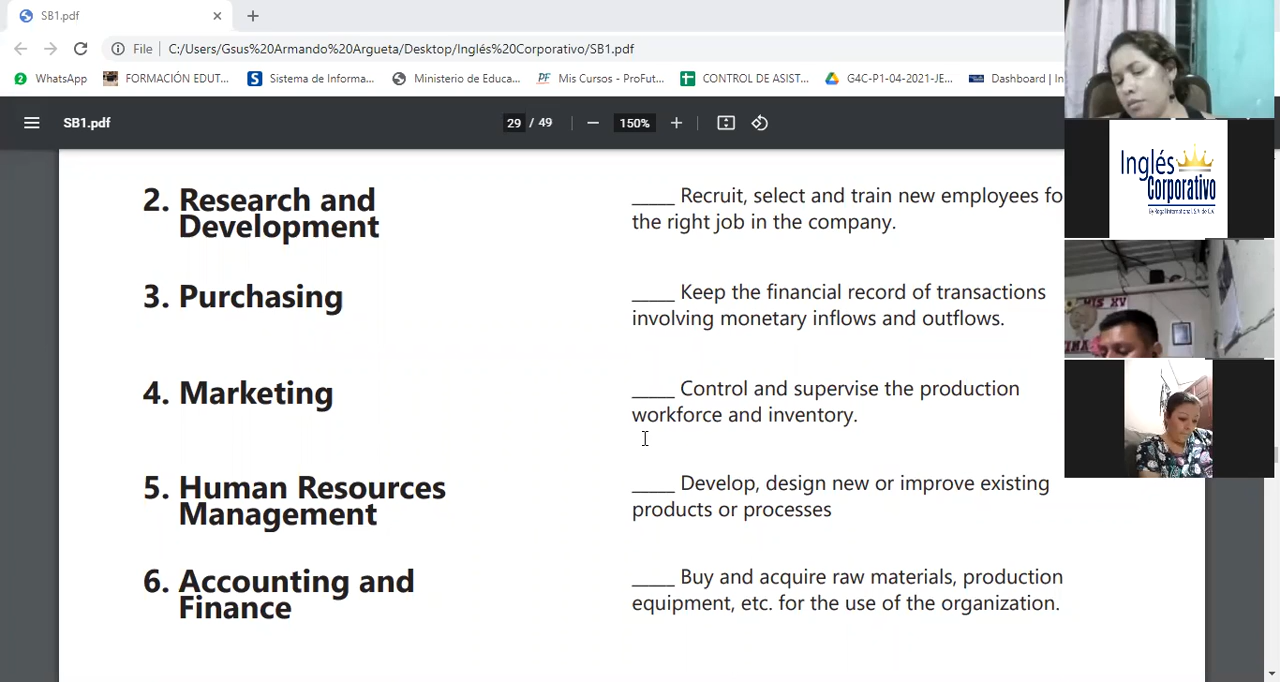 SB1.pdf
File C:/Users/Gsus%20Armando%20Argueta/Desktop/Inglés%20Corporativo/SB1.pdf
WhatsApp FORMACIÓN EDUT... Sistema de Informa... Ministerio de Educa... Mis Cursos - ProFut... CONTROL DE ASIST... G4C-P1-04-2021-JE... Dashboard | In
SB1.pdf 29 / 49 150%
2. Research and
Development
_____ Recruit, select and train new employees fo
the right job in the company.
3. Purchasing
_____ Keep the financial record of transactions
involving monetary inflows and outflows.
4. Marketing
_____ Control and supervise the production
workforce and inventory.
5. Human Resources
Management
_____ Develop, design new or improve existing
products or processes
6. Accounting and
Finance
_____ Buy and acquire raw materials, production
equipment, etc. for the use of the organization.
Inglés
Corporativo
MIS XV